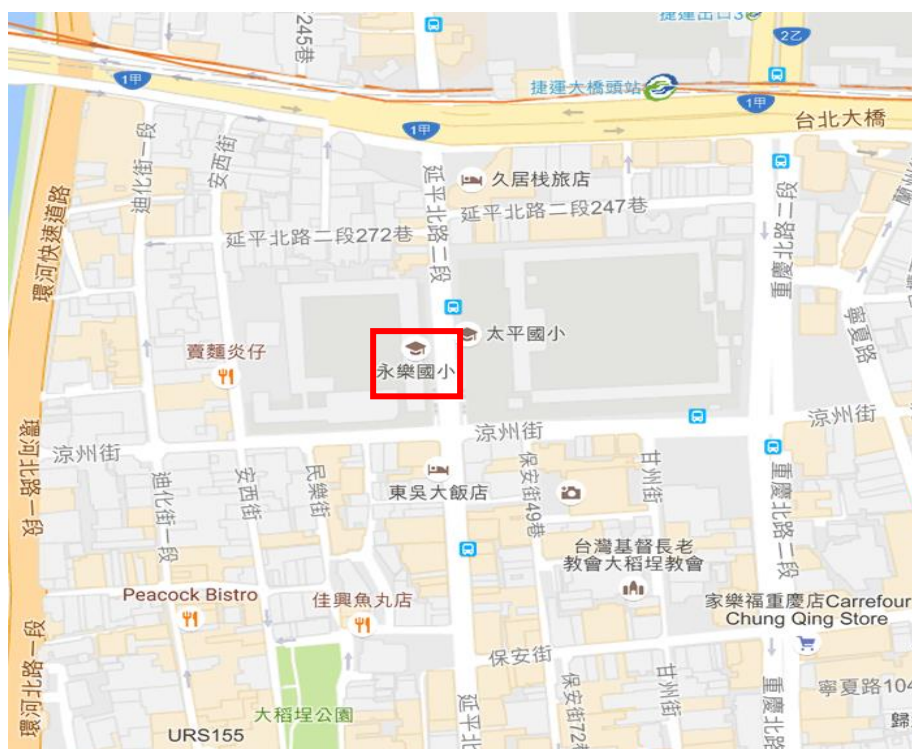 245巷
捷運出口3
2乙
1甲
捷運大橋頭站
1甲
1甲
台北大橋
迪化街一段
安西街
延平北路二段
久居栈旅店
延平北路二段247巷
延平北路二段272巷
環河快速道路
重慶北路二段
蘭州
寧夏路
太平國小
賣麵炎仔
永樂國小
涼州街
涼州街
環河北路一段
迪化街一段
安西街
民樂街
東吳大飯店
保安街49巷
甘州街
重慶北路二段
台灣基督長老
教會大稻埕教會
Peacock Bistro
佳興魚丸店
家樂福重慶店Carrefour
Chung Qing Store
環河北路一段
保安街
大稻埕公園
URS155
延平北
保安街72巷
甘州街
重慶北路
寧夏路104
歸